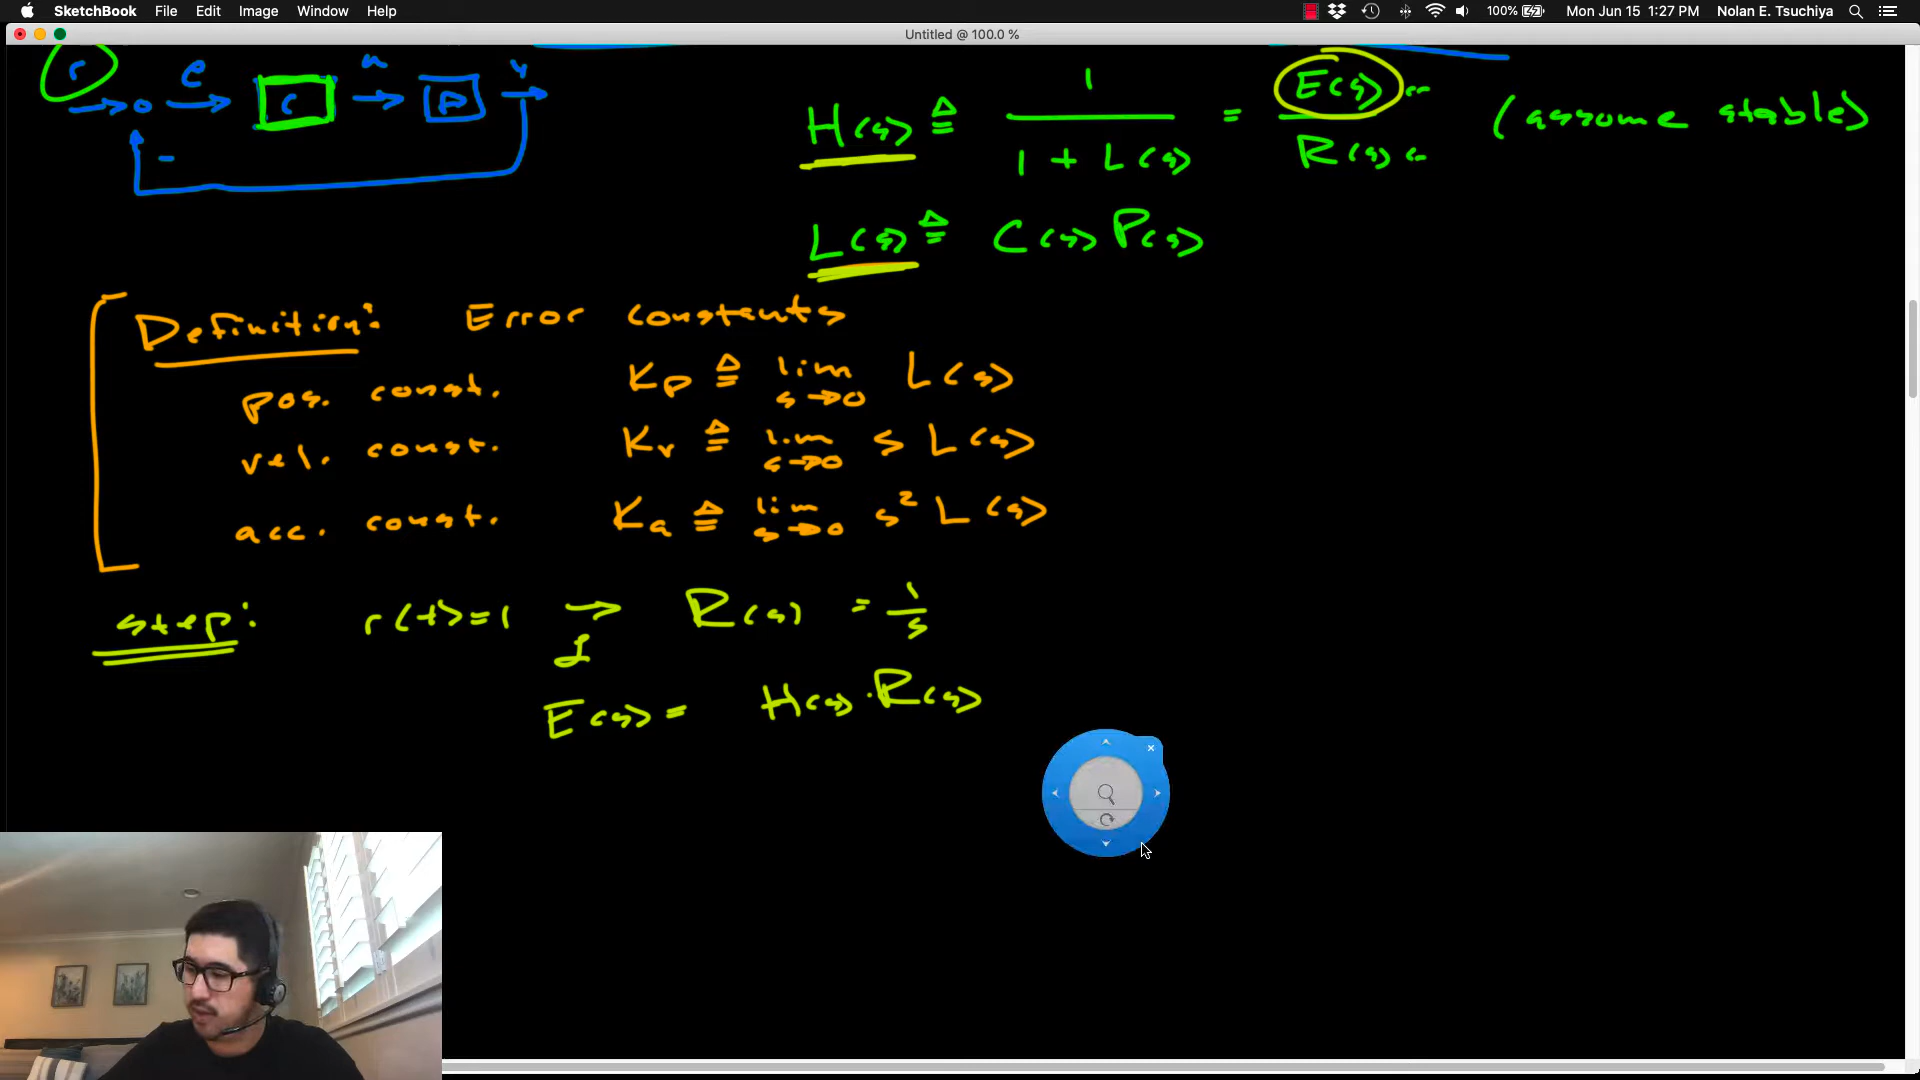 SketchBook File Edit Image Window Help 100% Mon Jun 15 1:27 PM Nolan E. Tsuchiya
Untitled @ 100.0 %
r e C u P y
-
H(s) ≜ 1 / (1 + L(s)) = E(s) / R(s) (assume stable)
L(s) ≜ C(s) P(s)
Definition: Error constants
pos. const. Kp ≜ lim s→0 L(s)
vel. const. Kv ≜ lim s→0 s L(s)
acc. const. Ka ≜ lim s→0 s² L(s)
step: r(t)=1 → ℒ R(s) = 1/s
E(s) = H(s)·R(s)